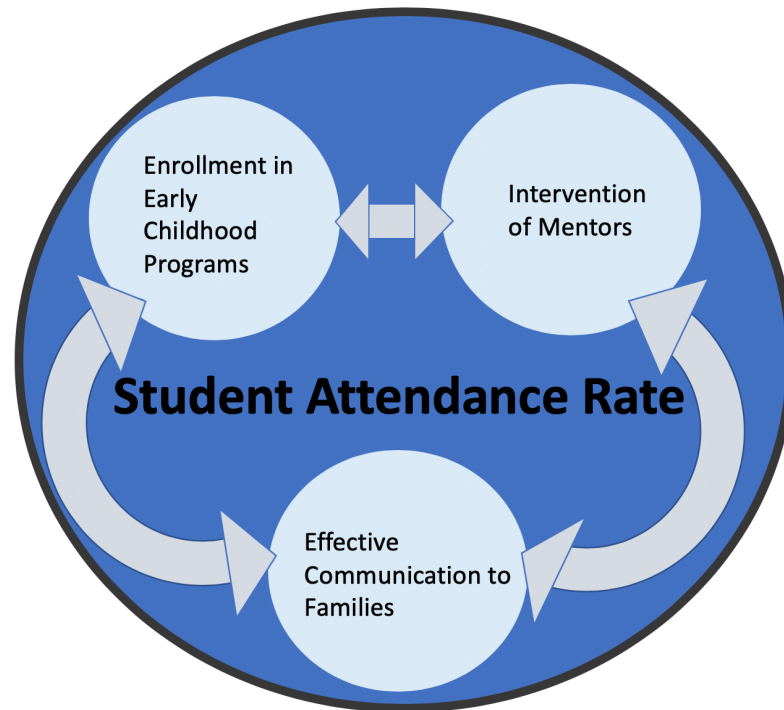 Enrollment in
Early
Childhood
Programs
Intervention
of Mentors
Student Attendance Rate
Effective
Communication to
Families